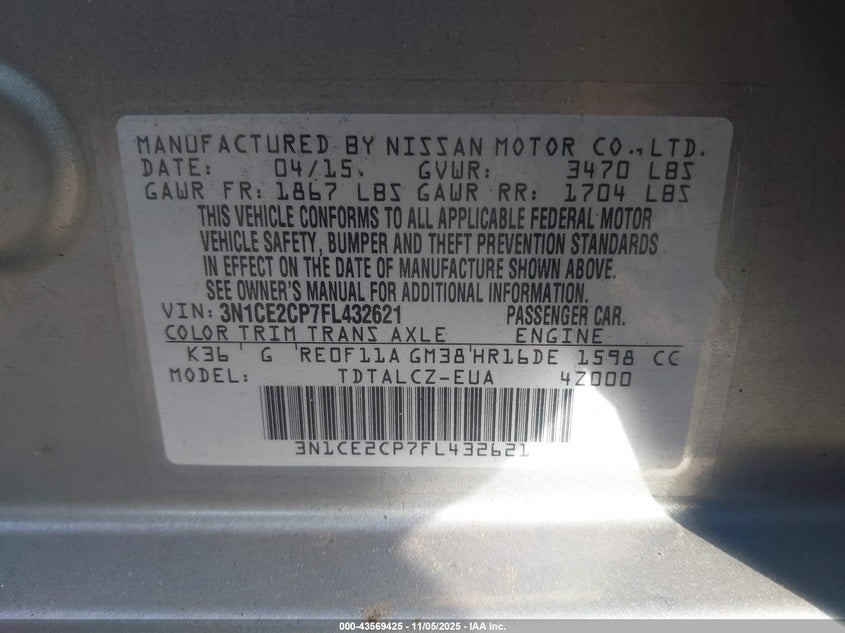 MANUFACTURED BY NISSAN MOTOR CO., LTD.
DATE: 04/15 GVWR: 3470 LBS
GAWR FR: 1867 LBS GAWR RR: 1704 LBS
THIS VEHICLE CONFORMS TO ALL APPLICABLE FEDERAL MOTOR
VEHICLE SAFETY, BUMPER AND THEFT PREVENTION STANDARDS
IN EFFECT ON THE DATE OF MANUFACTURE SHOWN ABOVE.
SEE OWNER'S MANUAL FOR ADDITIONAL INFORMATION.
VIN: 3N1CE2CP7FL432621 PASSENGER CAR.
COLOR TRIM TRANS AXLE ENGINE
K36 G RE0F11A GM38 HR16DE 1598 CC
MODEL: TDTALCZ-EUA 4Z000
3N1CE2CP7FL432621
000-43569425 - 11/05/2025 - IAA Inc.